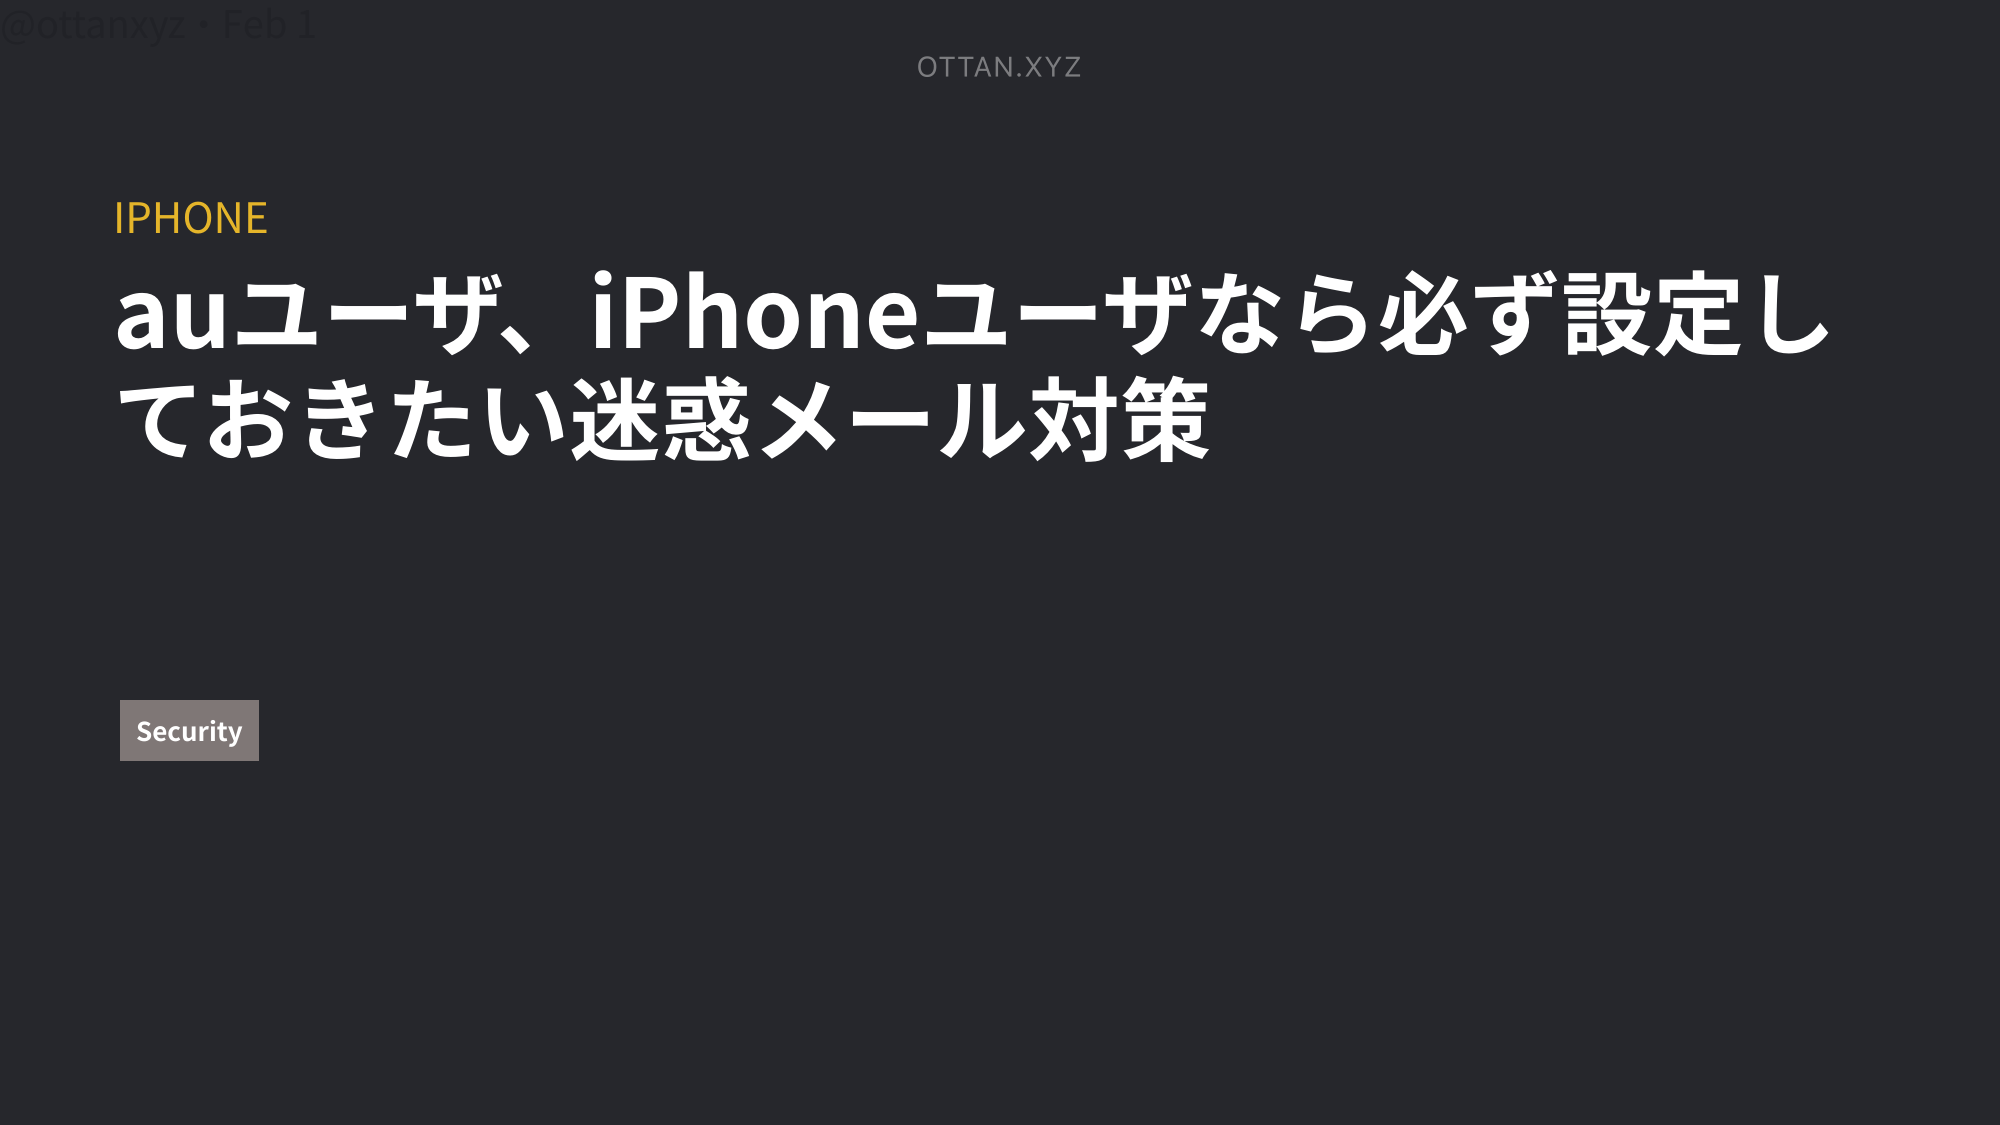 @ottanxyz・Feb 1
OTTAN.XYZ
IPHONE
auユーザ、iPhoneユーザなら必ず設定し
ておきたい迷惑メール対策
Security